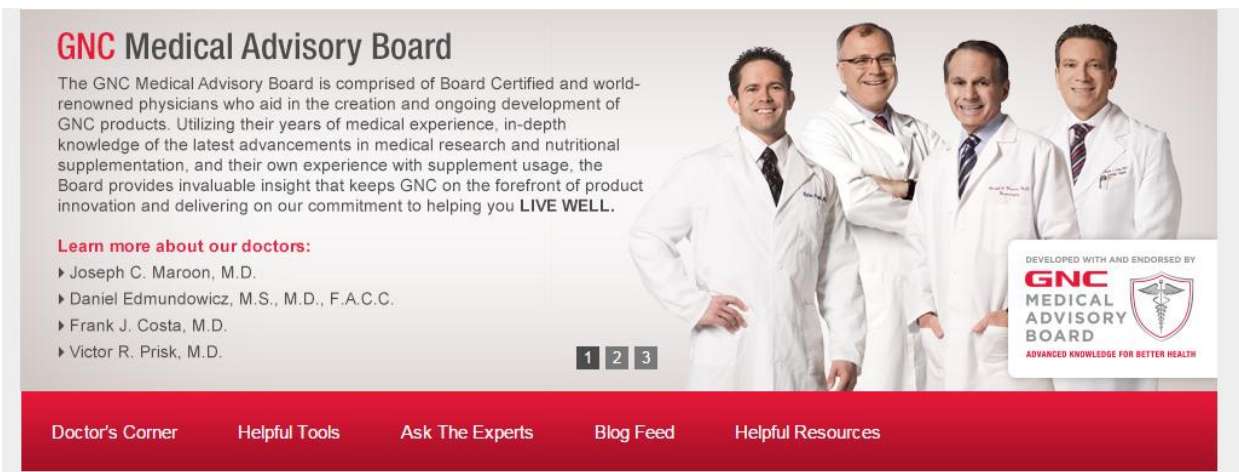 GNC Medical Advisory Board
The GNC Medical Advisory Board is comprised of Board Certified and world-
renowned physicians who aid in the creation and ongoing development of
GNC products. Utilizing their years of medical experience, in-depth
knowledge of the latest advancements in medical research and nutritional
supplementation, and their own experience with supplement usage, the
Board provides invaluable insight that keeps GNC on the forefront of product
innovation and delivering on our commitment to helping you LIVE WELL.
Learn more about our doctors:
Joseph C. Maroon, M.D.
Daniel Edmundowicz, M.S., M.D., F.A.C.C.
Frank J. Costa, M.D.
Victor R. Prisk, M.D.
1 2 3
DEVELOPED WITH AND ENDORSED BY
GNC
MEDICAL
ADVISORY
BOARD
ADVANCED KNOWLEDGE FOR BETTER HEALTH
Doctor's Corner Helpful Tools Ask The Experts Blog Feed Helpful Resources